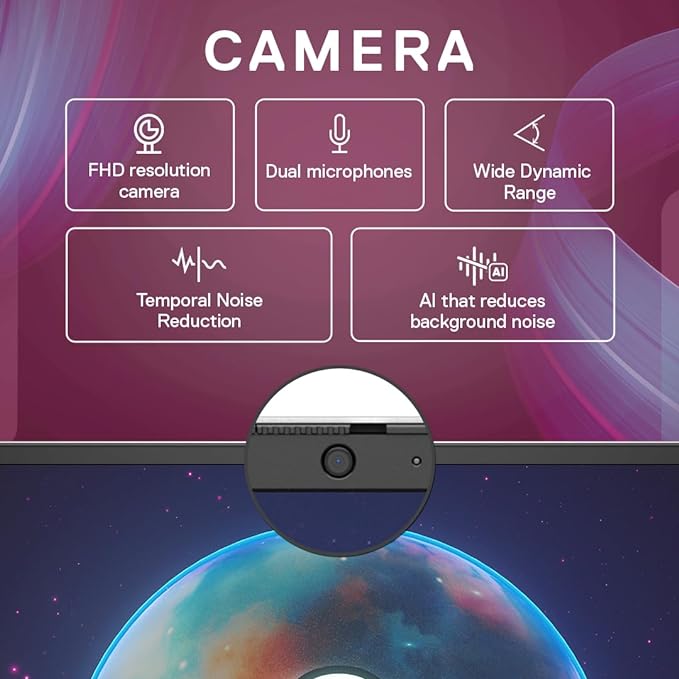 CAMERA
FHD resolution
camera
Dual microphones
Wide Dynamic
Range
Temporal Noise
Reduction
AI
AI that reduces
background noise